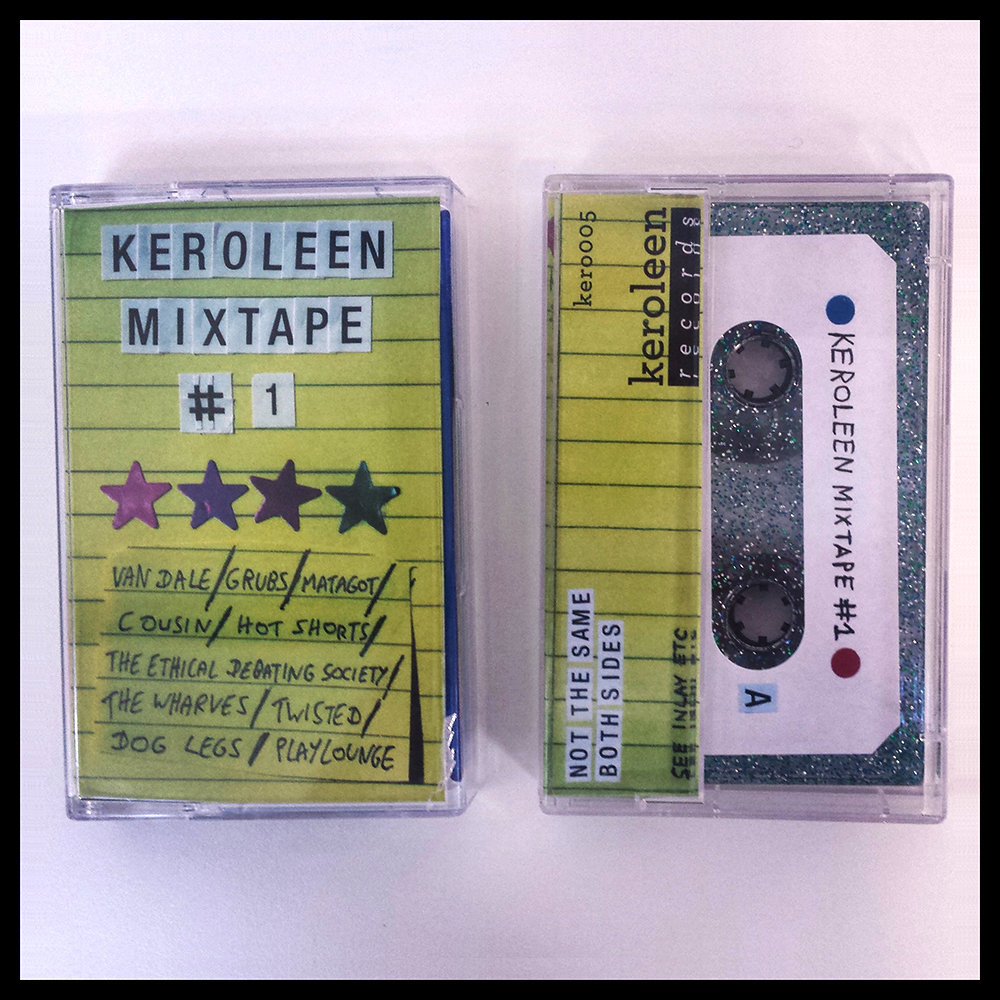 KEROLEEN
MIXTAPE
# 1
VAN DALE/GRUBS/MATAGOT/
COUSIN/HOT SHORTS/
THE ETHICAL DEBATING SOCIETY/
THE WHARVES/TWISTED/
DOG LEGS/PLAYLOUNGE
kero005
keroleen
records
NOT THE SAME
BOTH SIDES
SEE INLAY ETC
KEROLEEN MIXTAPE #1
A